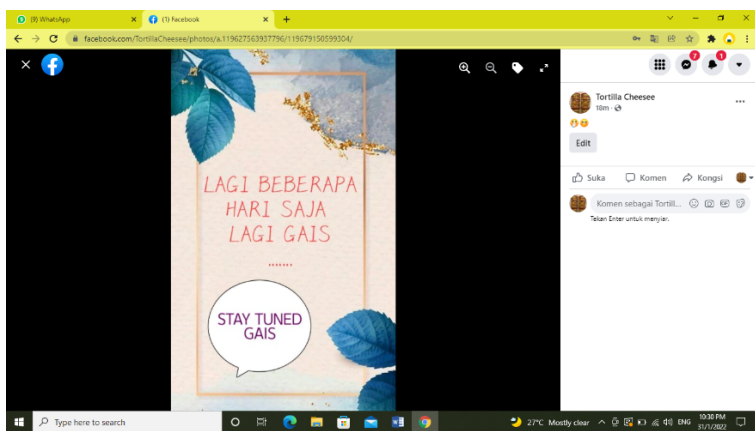 (9) WhatsApp
(1) Facebook
facebook.com/TortillaCheesee/photos/a.119627563937796/119679150599304/
LAGI BEBERAPA
HARI SAJA
LAGI GAIS
.......
STAY TUNED
GAIS
7
1
Tortilla Cheesee
18m
Edit
Suka
Komen
Kongsi
Komen sebagai Tortill...
Tekan Enter untuk menyiar.
Type here to search
27°C Mostly clear
ENG
10:30 PM
31/1/2022